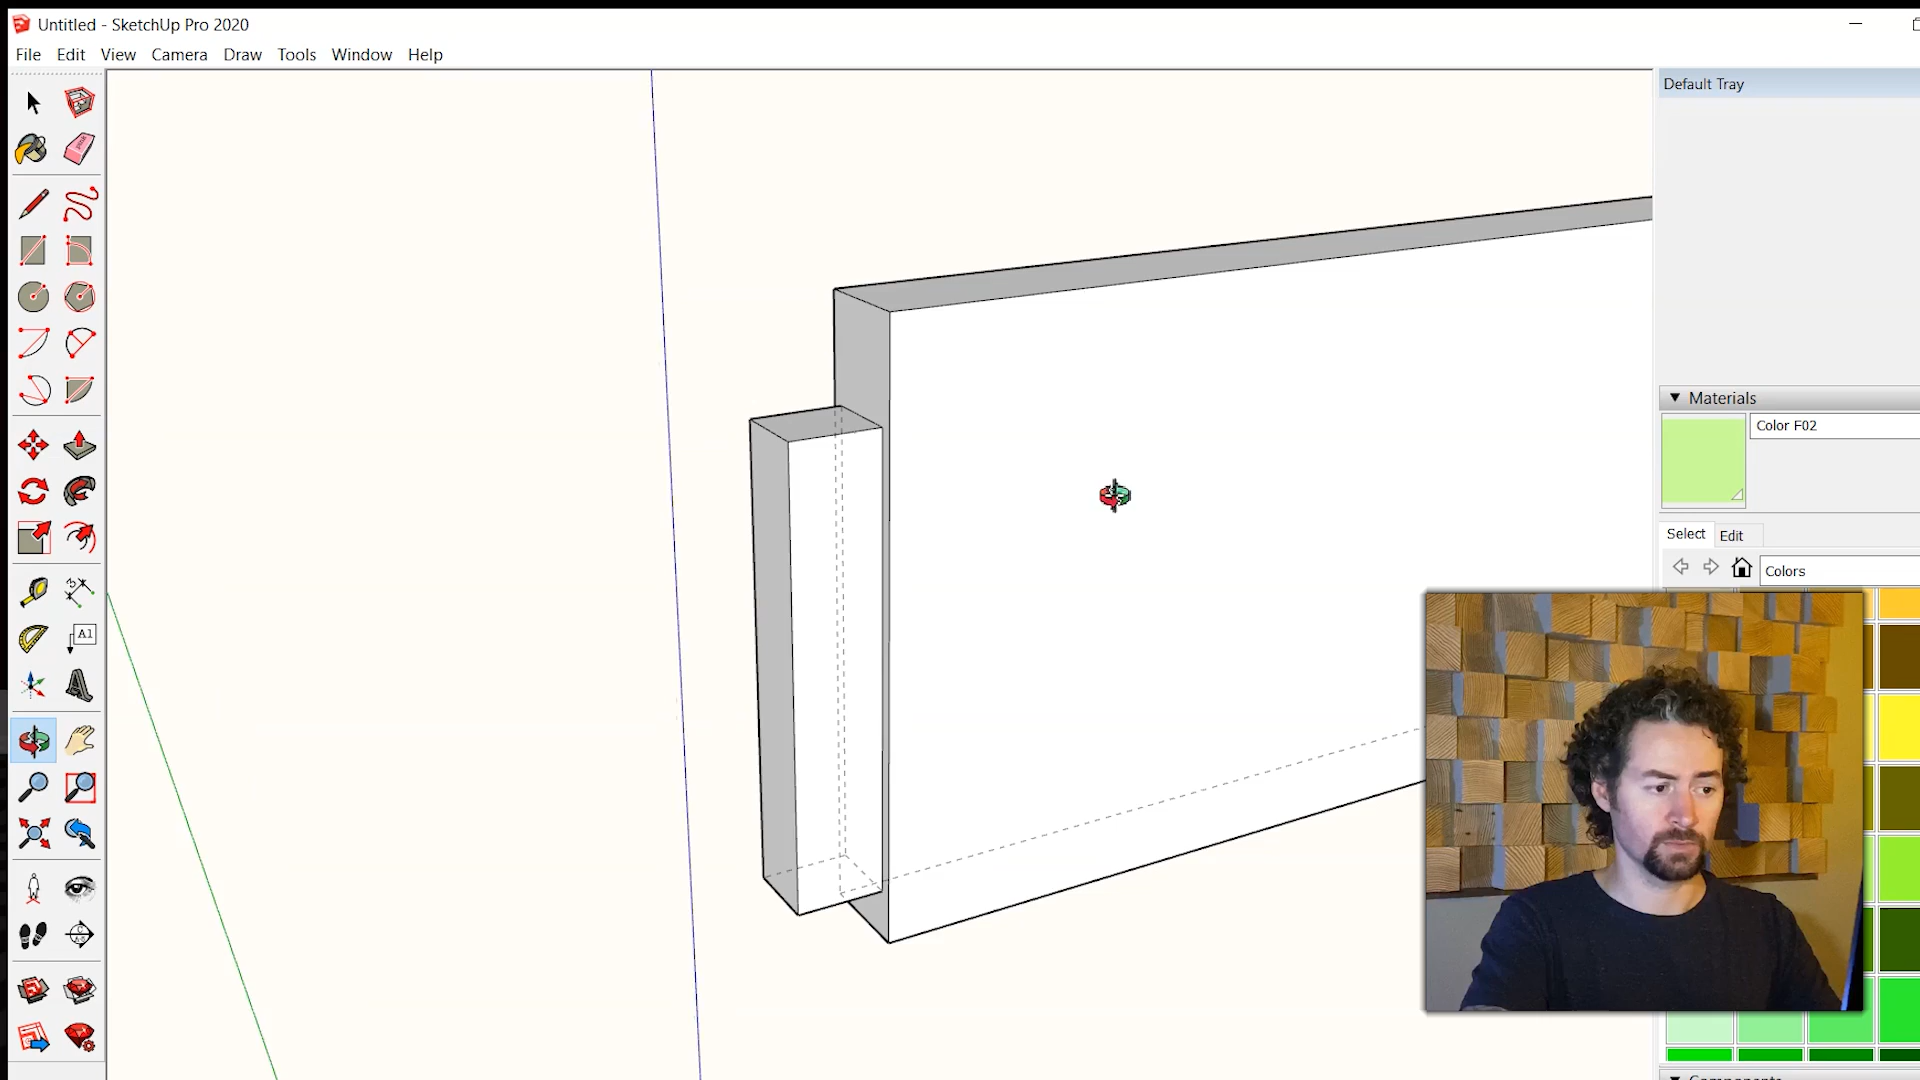 Untitled - SketchUp Pro 2020
File Edit View Camera Draw Tools Window Help
Default Tray
Materials
Color F02
Select Edit
Colors
A1
Components